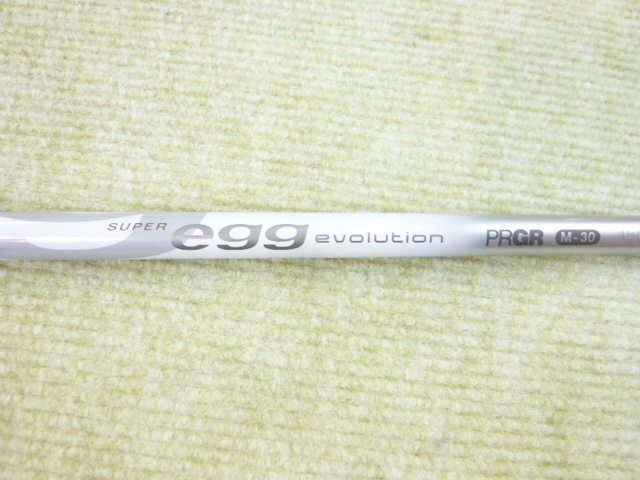 SUPER egg evolution PRGR M-30